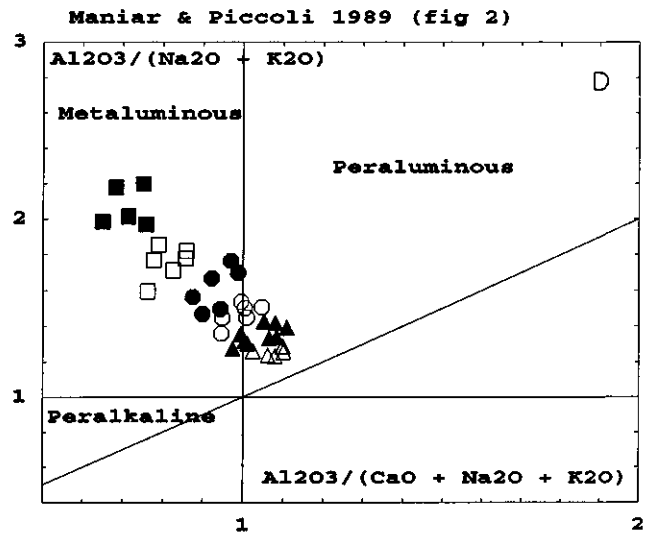 Maniar & Piccoli 1989 (fig 2)
3
Al2O3/(Na2O + K2O)
D
Metaluminous
Peraluminous
2
1
Peralkaline
Al2O3/(CaO + Na2O + K2O)
1
2